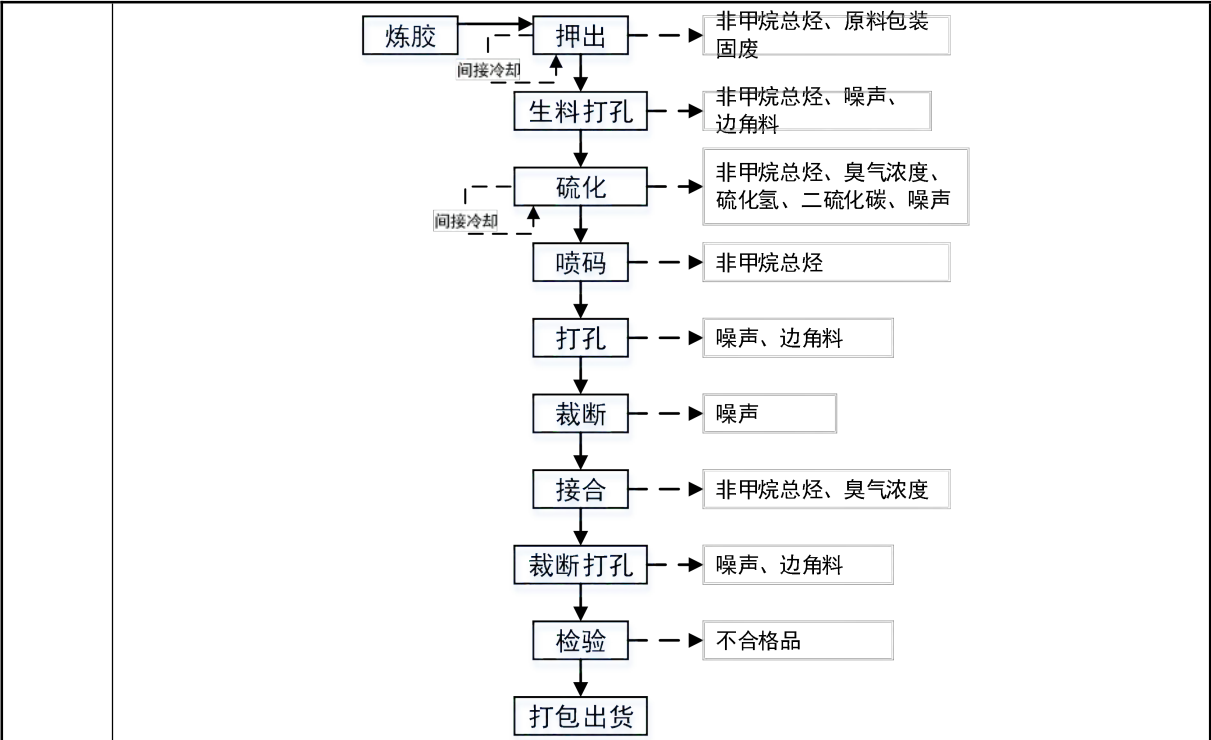 炼胶
押出
非甲烷总烃、原料包装
固废
间接冷却
生料打孔
非甲烷总烃、噪声、
边角料
硫化
非甲烷总烃、臭气浓度、
硫化氢、二硫化碳、噪声
间接冷却
喷码
非甲烷总烃
打孔
噪声、边角料
裁断
噪声
接合
非甲烷总烃、臭气浓度
裁断打孔
噪声、边角料
检验
不合格品
打包出货